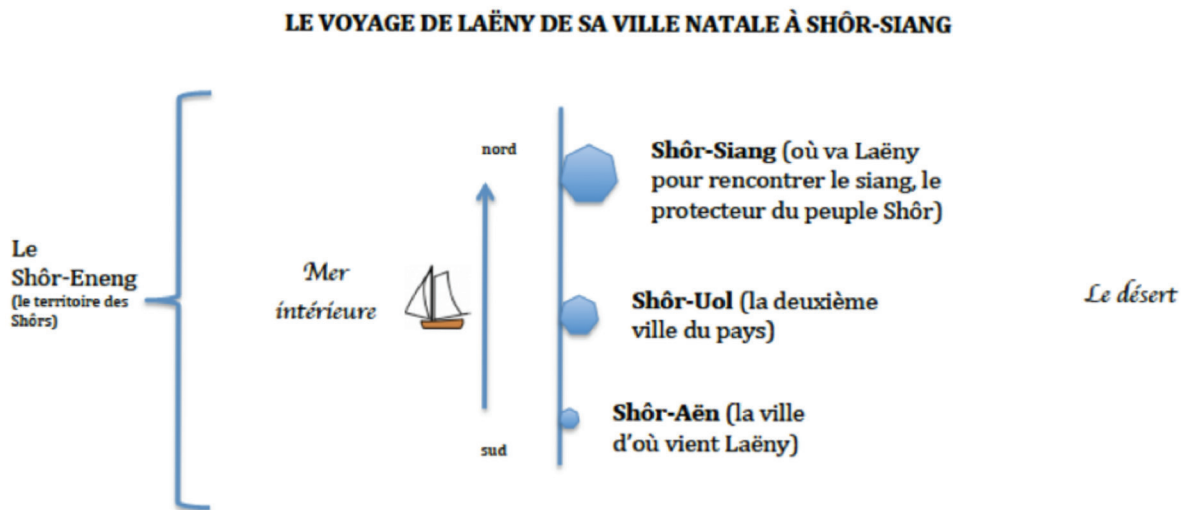 LE VOYAGE DE LAËNY DE SA VILLE NATALE À SHÔR-SIANG
nord
Shôr-Siang (où va Laëny
pour rencontrer le siang, le
protecteur du peuple Shôr)
Le
Shôr-Eneng
(le territoire des
Shôrs)
Mer
intérieure
Shôr-Uol (la deuxième
ville du pays)
Le désert
Shôr-Aën (la ville
d'où vient Laëny)
sud